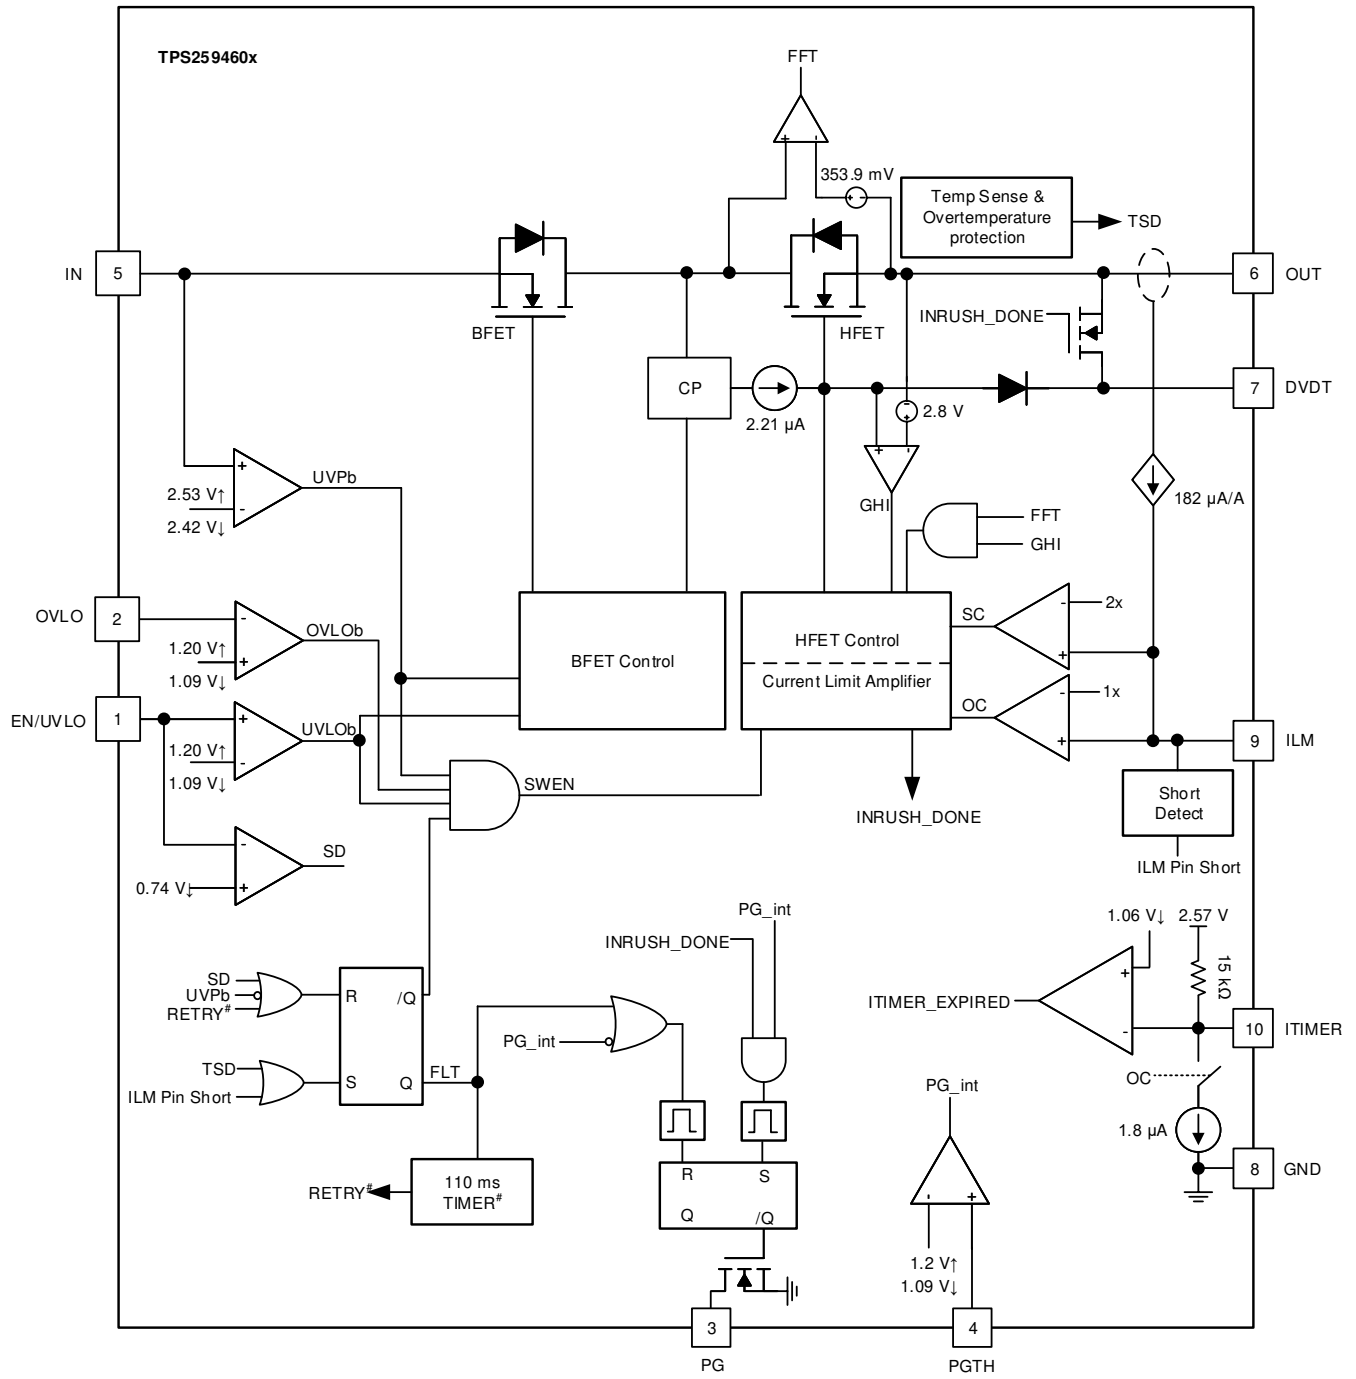 TPS259460x
FFT
+
-
353.9 mV
+ -
Temp Sense &
Overtemperature
protection
TSD
IN
5
6
OUT
BFET
HFET
INRUSH_DONE
CP
2.21 µA
-
+
2.8 V
7
DVDT
+
-
GHI
UVPb
+
-
2.53 V↑
2.42 V↓
182 µA/A
FFT
GHI
OVLO
2
-
+
OVLOb
1.20 V↑
1.09 V↓
BFET Control
HFET Control
Current Limit Amplifier
SC
-
+
2x
EN/UVLO
1
+
-
UVLOb
1.20 V↑
1.09 V↓
OC
-
+
1x
9
ILM
SWEN
INRUSH_DONE
Short
Detect
ILM Pin Short
-
+
SD
0.74 V↓
PG_int
INRUSH_DONE
1.06 V↓
2.57 V
15 kΩ
SD
UVPb
RETRY#
R
/Q
ITIMER_EXPIRED
+
-
10
ITIMER
PG_int
TSD
ILM Pin Short
S
Q
FLT
OC
PG_int
1.8 µA
8
GND
110 ms
TIMER#
RETRY#
R
S
Q
/Q
-
+
1.2 V↑
1.09 V↓
3
PG
4
PGTH